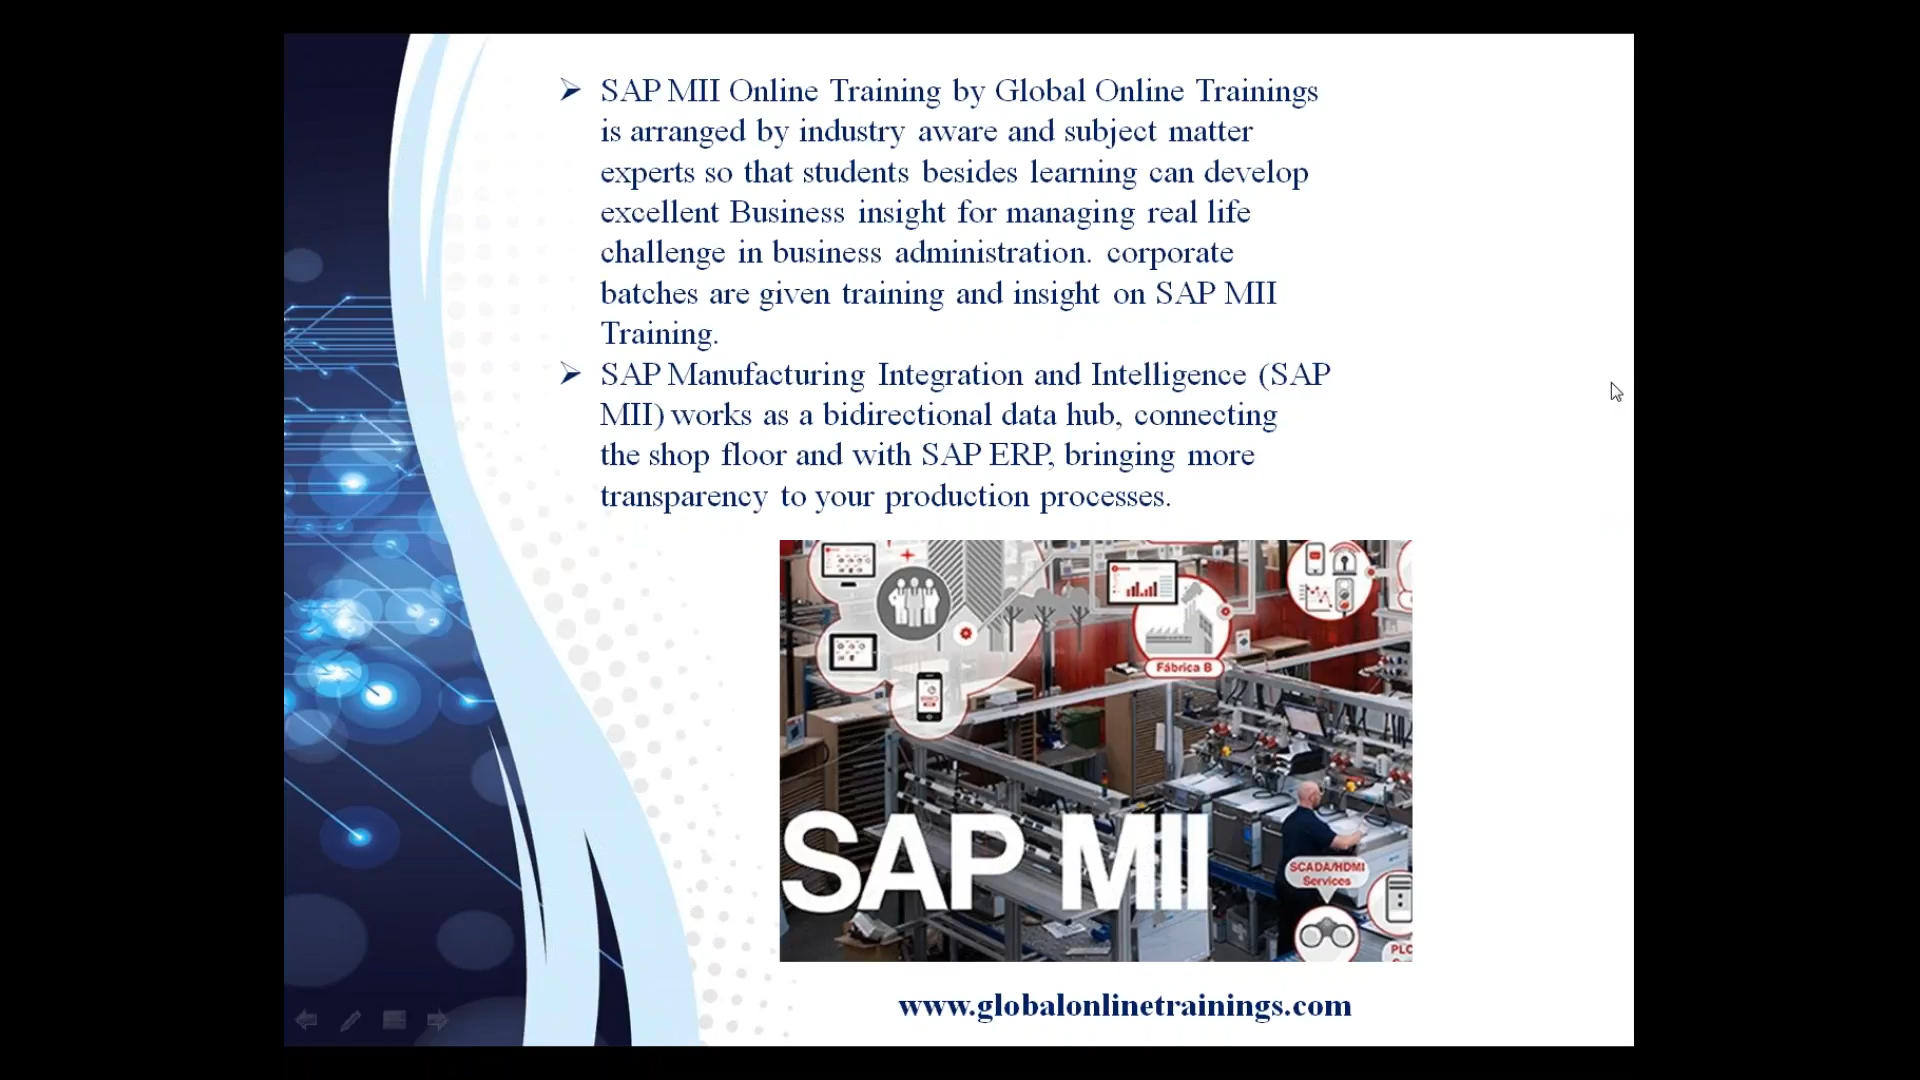 SAP MII Online Training by Global Online Trainings
is arranged by industry aware and subject matter
experts so that students besides learning can develop
excellent Business insight for managing real life
challenge in business administration. corporate
batches are given training and insight on SAP MII
Training.
SAP Manufacturing Integration and Intelligence (SAP
MII) works as a bidirectional data hub, connecting
the shop floor and with SAP ERP, bringing more
transparency to your production processes.
Fábrica B
SAP MII
SCADA/HDMI
Services
PLC
www.globalonlinetrainings.com